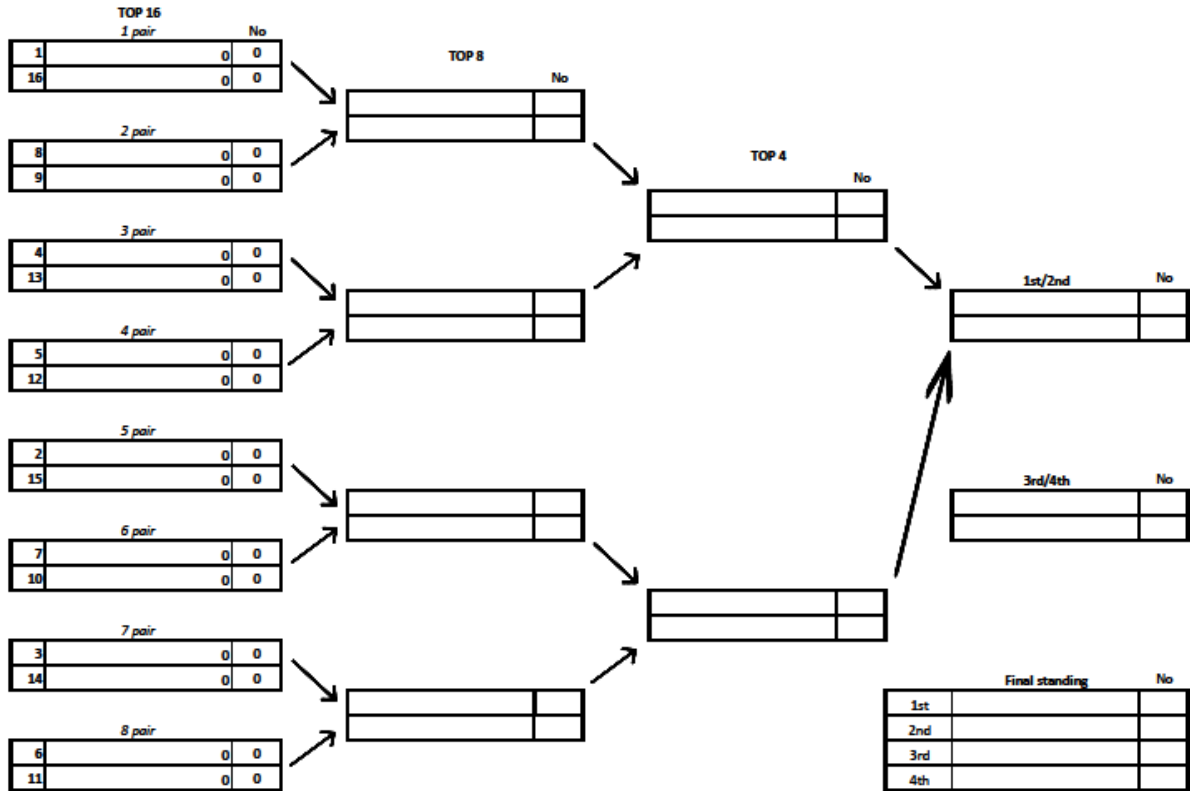 TOP 16
1 pair No
1 0 0
16 0 0
2 pair
8 0 0
9 0 0
3 pair
4 0 0
13 0 0
4 pair
5 0 0
12 0 0
5 pair
2 0 0
15 0 0
6 pair
7 0 0
10 0 0
7 pair
3 0 0
14 0 0
8 pair
6 0 0
11 0 0
TOP 8
No
TOP 4
No
1st/2nd No
3rd/4th No
Final standing No
1st
2nd
3rd
4th